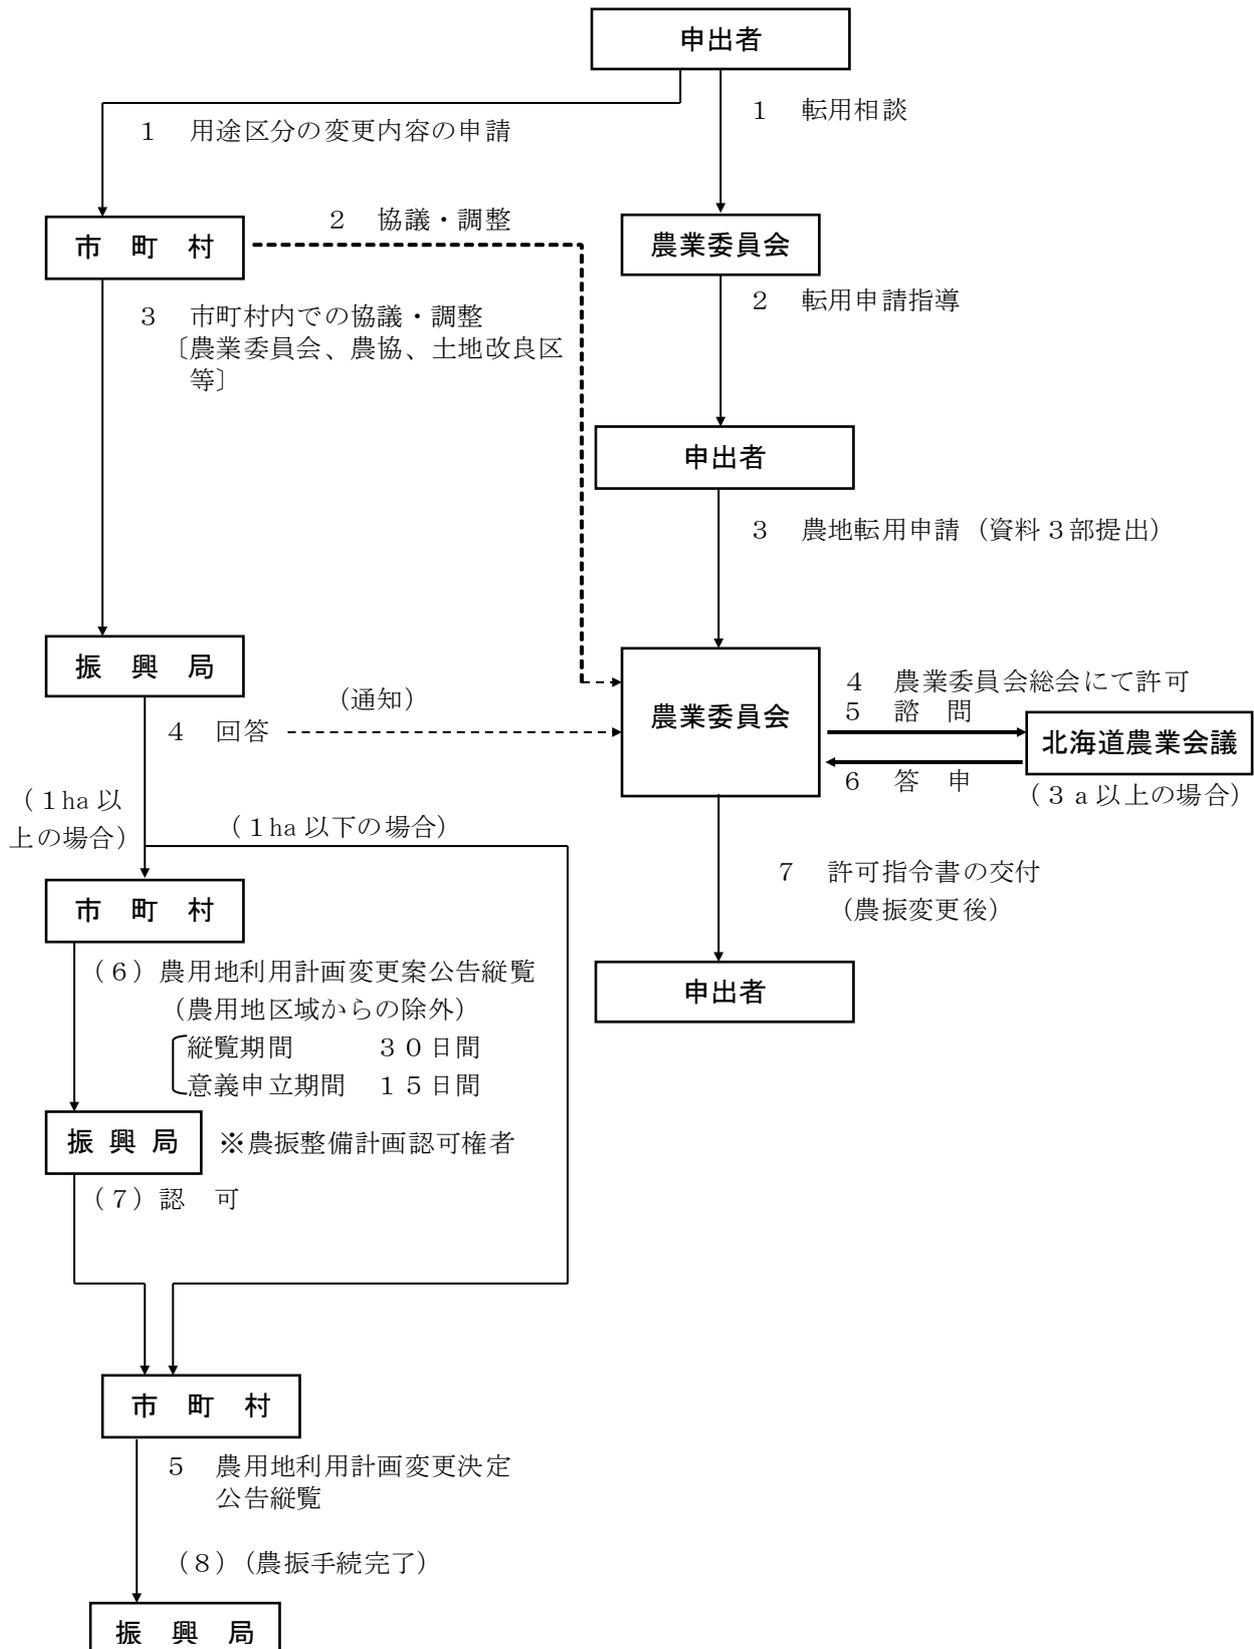 申出者
1 転用相談
1 用途区分の変更内容の申請
市 町 村
2 協議・調整
農業委員会
2 転用申請指導
3 市町村内での協議・調整
〔農業委員会、農協、土地改良区
等〕
申出者
3 農地転用申請(資料3部提出)
振 興 局
(通知)
4 回答
農業委員会
4 農業委員会総会にて許可
5 諮 問
北海道農業会議
6 答 申
(3a以上の場合)
(1ha以
上の場合)
(1ha以下の場合)
7 許可指令書の交付
(農振変更後)
市 町 村
(6)農用地利用計画変更案公告縦覧
(農用地区域からの除外)
縦覧期間 30日間
意義申立期間 15日間
申出者
振 興 局 ※農振整備計画認可権者
(7)認 可
市 町 村
5 農用地利用計画変更決定
公告縦覧
(8)(農振手続完了)
振 興 局